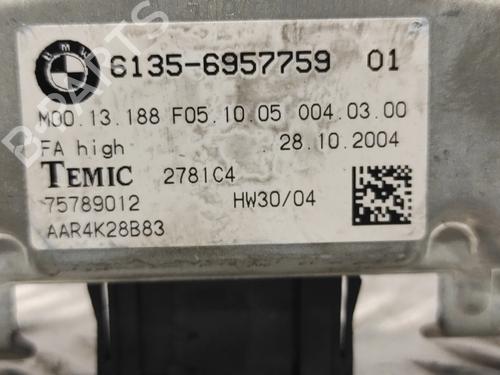 BMW 6135-6957759 01
M00.13.188 F05.10.05 004.03.00
FA high 28.10.2004
TEMIC 2781C4
75789012 HW30/04
AAR4K28B83